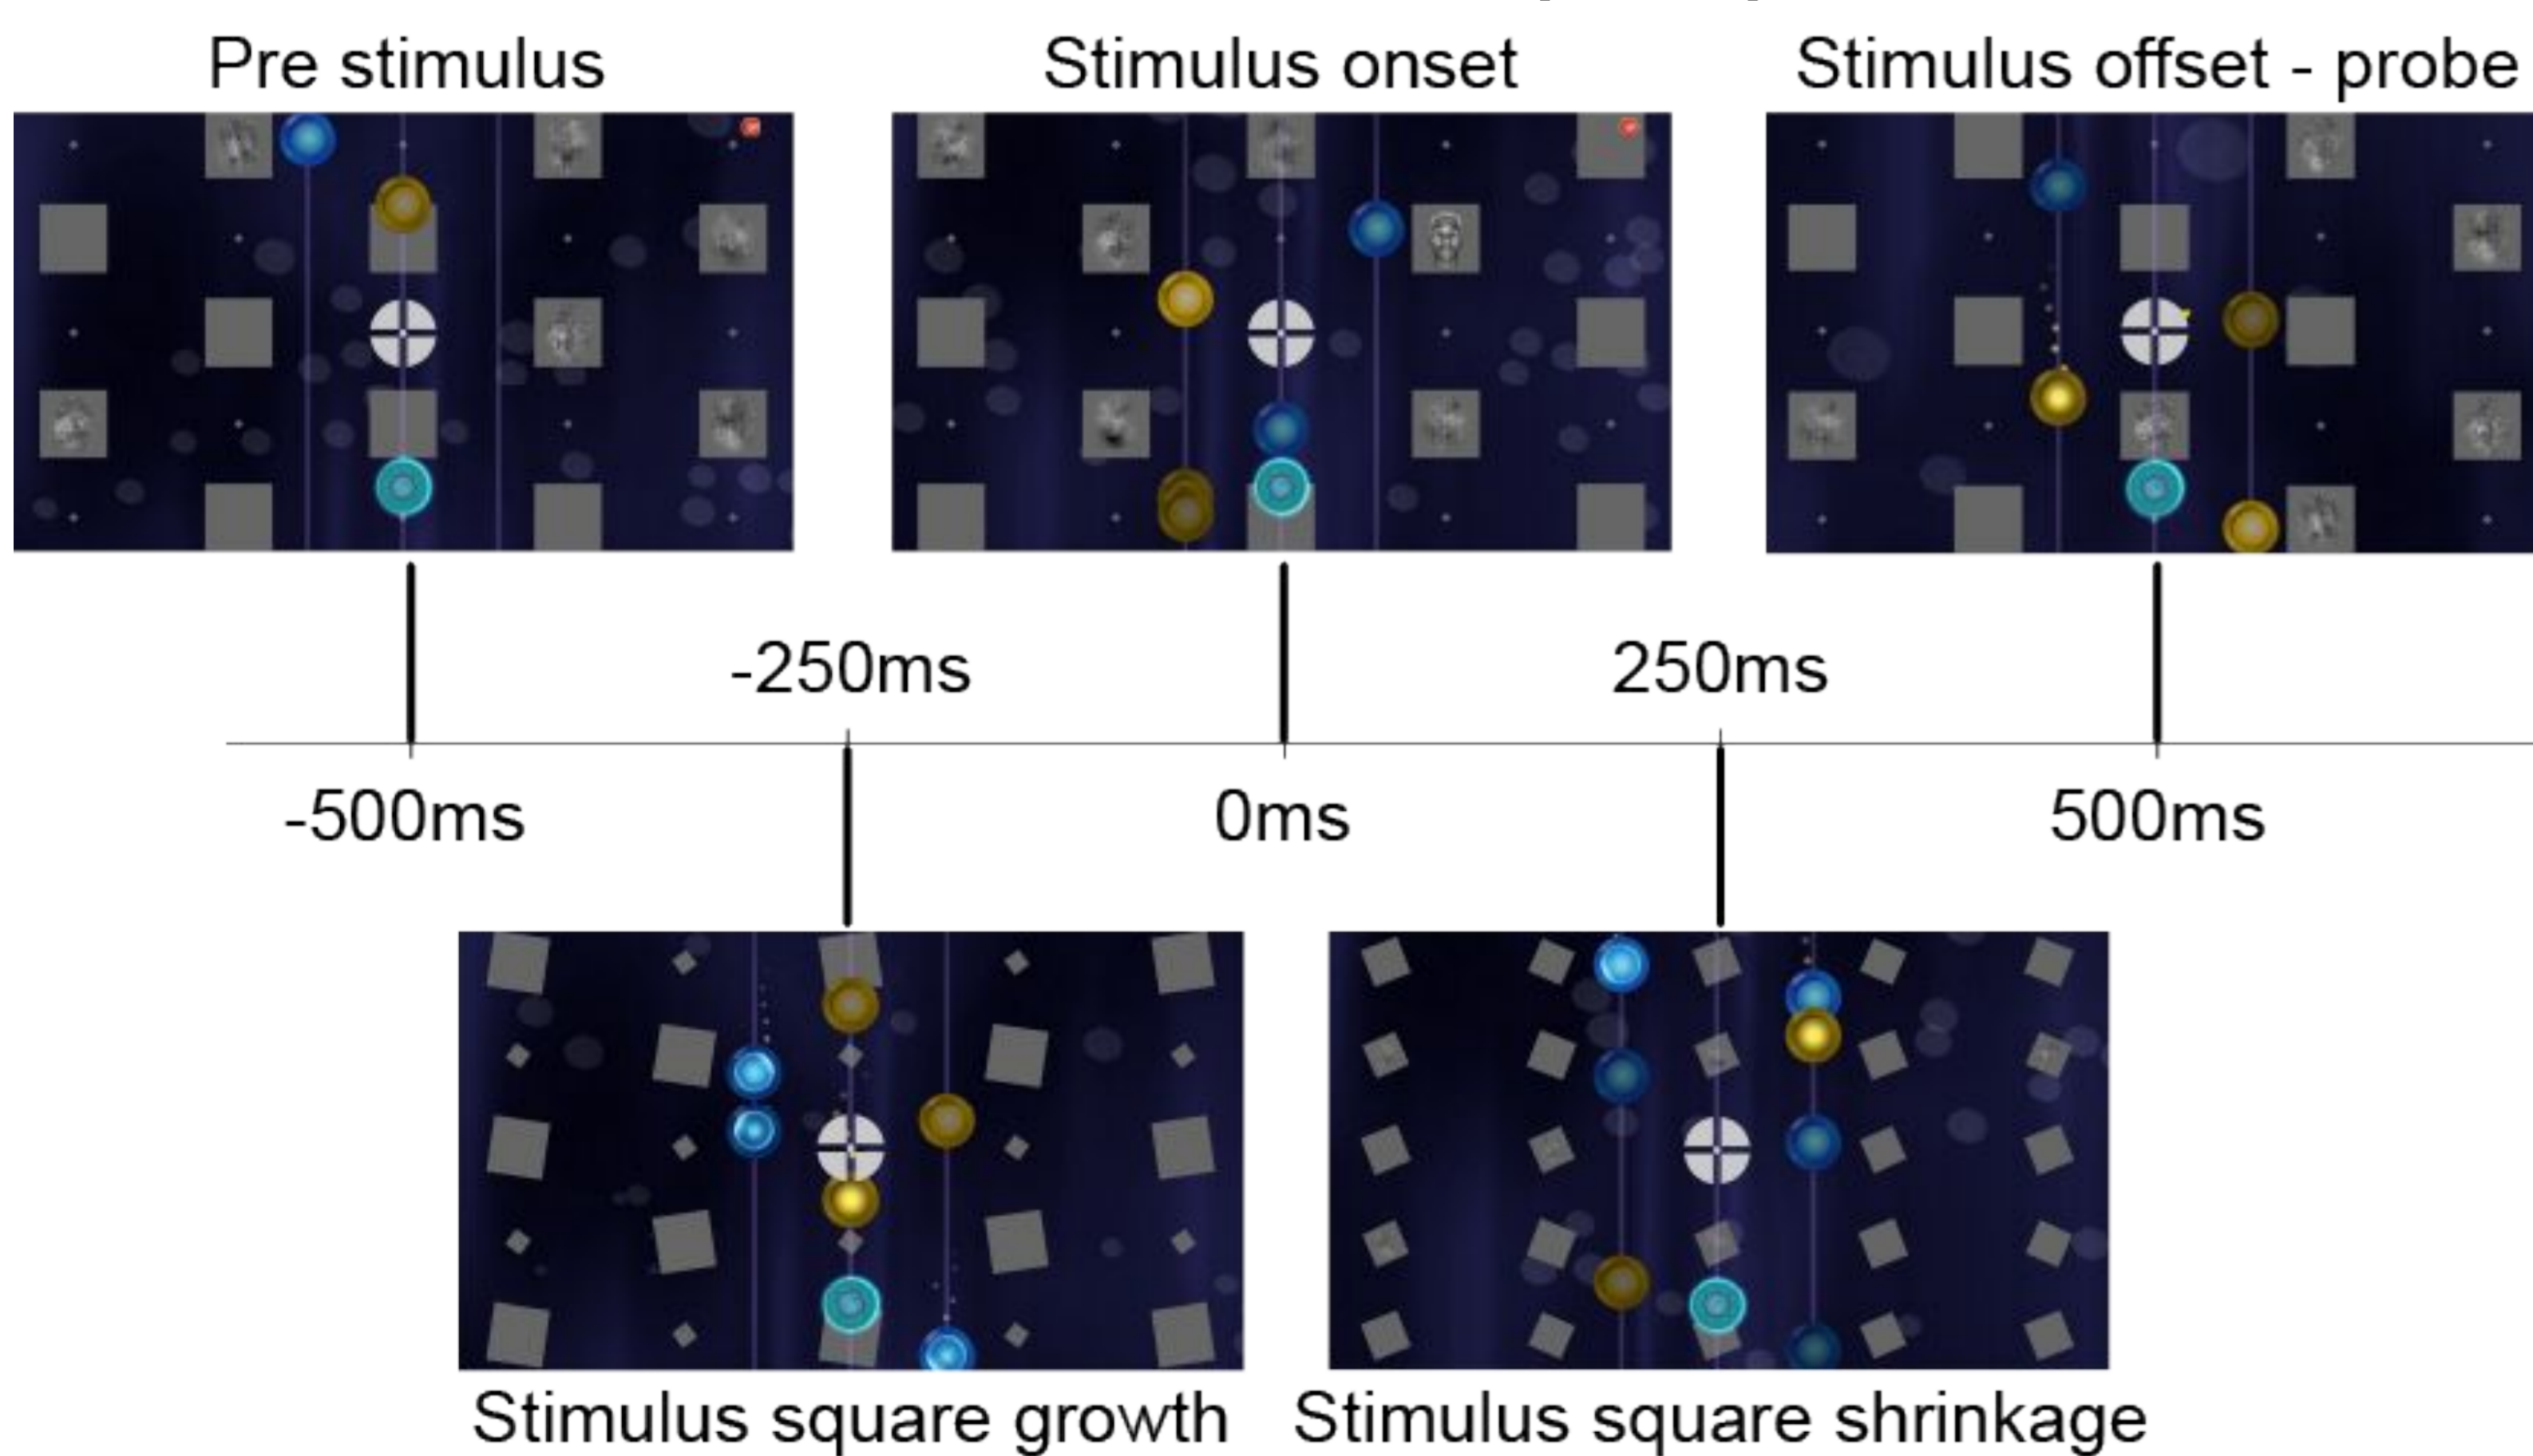 Pre stimulus
Stimulus onset
Stimulus offset - probe
-250ms
250ms
-500ms
0ms
500ms
Stimulus square growth
Stimulus square shrinkage